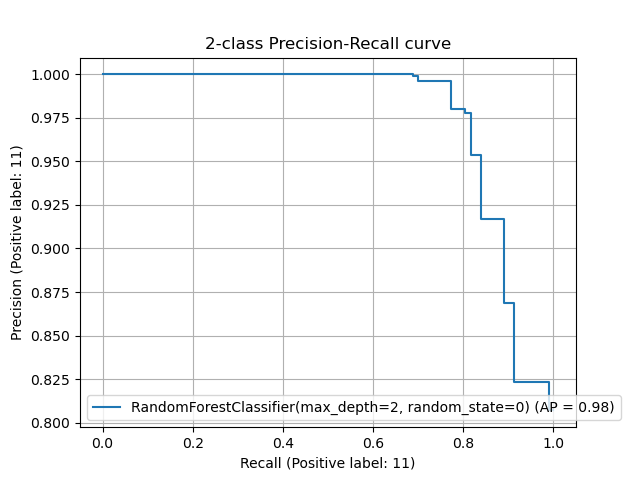 2-class Precision-Recall curve
1.000
0.975
0.950
0.925
0.900
0.875
0.850
0.825
0.800
Precision (Positive label: 11)
RandomForestClassifier(max_depth=2, random_state=0) (AP = 0.98)
0.0 0.2 0.4 0.6 0.8 1.0
Recall (Positive label: 11)